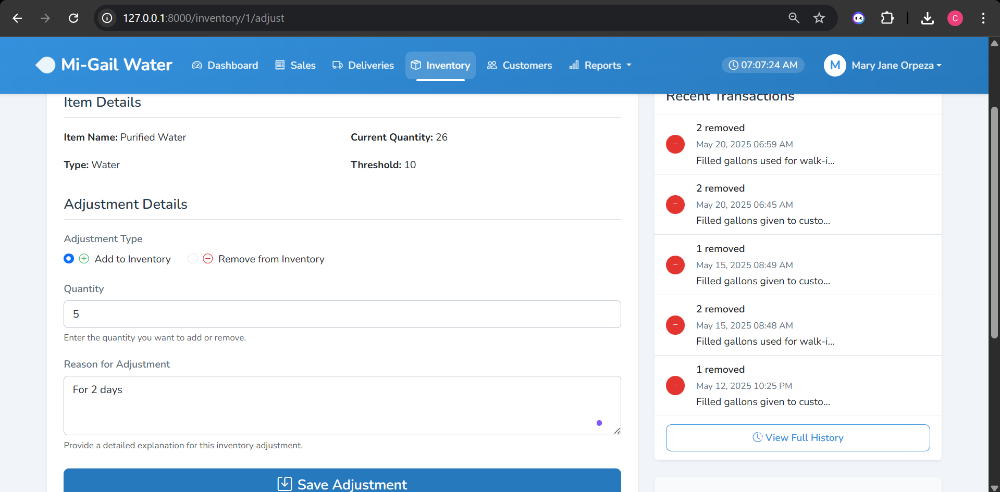 127.0.0.1:8000/inventory/1/adjust
C
Mi-Gail Water
Dashboard
Sales
Deliveries
Inventory
Customers
Reports
07:07:24 AM
M
Mary Jane Orpeza
Item Details
Item Name: Purified Water
Current Quantity: 26
Type: Water
Threshold: 10
Adjustment Details
Adjustment Type
Add to Inventory
Remove from Inventory
Quantity
5
Enter the quantity you want to add or remove.
Reason for Adjustment
For 2 days
Provide a detailed explanation for this inventory adjustment.
Save Adjustment
Recent Transactions
2 removed
May 20, 2025 06:59 AM
Filled gallons used for walk-i...
2 removed
May 20, 2025 06:45 AM
Filled gallons given to custo...
1 removed
May 15, 2025 08:49 AM
Filled gallons given to custo...
2 removed
May 15, 2025 08:48 AM
Filled gallons used for walk-i...
1 removed
May 12, 2025 10:25 PM
Filled gallons given to custo...
View Full History